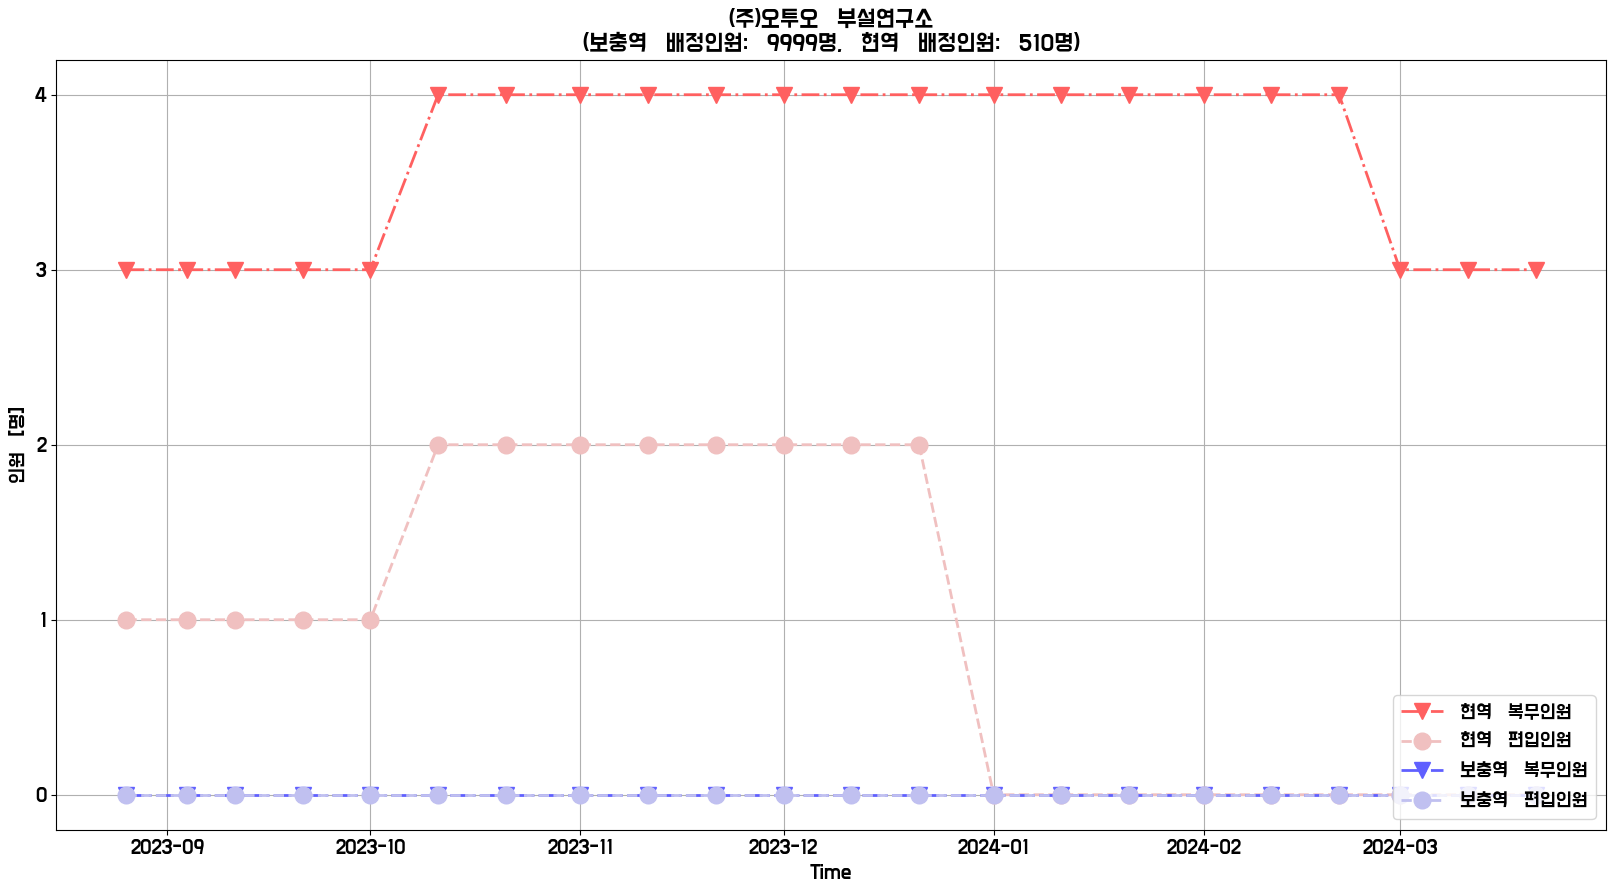 (주)오투오 부설연구소
(보충역 배정인원: 9999명, 현역 배정인원: 510명)
4
3
2
1
0
인원 [명]
2023-09 2023-10 2023-11 2023-12 2024-01 2024-02 2024-03
Time
현역 복무인원
현역 편입인원
보충역 복무인원
보충역 편입인원